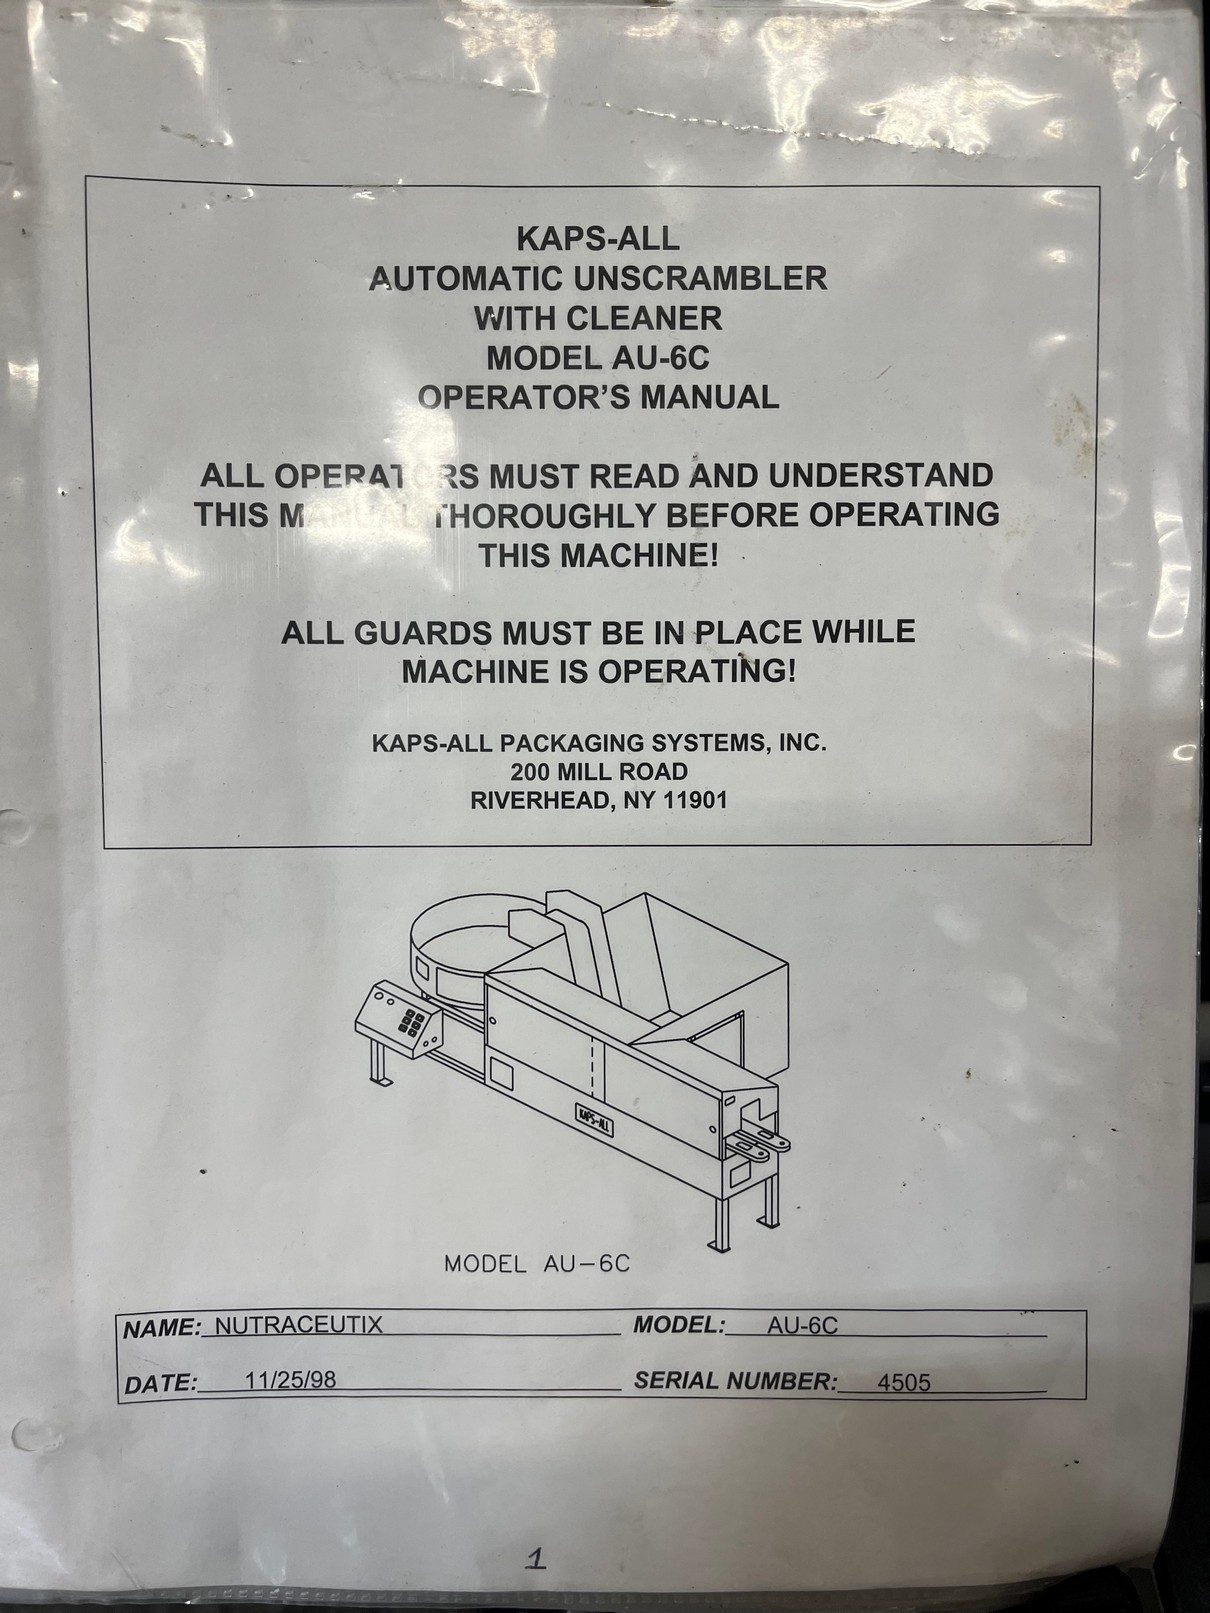 KAPS-ALL
AUTOMATIC UNSCRAMBLER
WITH CLEANER
MODEL AU-6C
OPERATOR'S MANUAL
ALL OPERATORS MUST READ AND UNDERSTAND
THIS MANUAL THOROUGHLY BEFORE OPERATING
THIS MACHINE!
ALL GUARDS MUST BE IN PLACE WHILE
MACHINE IS OPERATING!
KAPS-ALL PACKAGING SYSTEMS, INC.
200 MILL ROAD
RIVERHEAD, NY 11901
KAPS-ALL
MODEL AU-6C
NAME: NUTRACEUTIX MODEL: AU-6C
DATE: 11/25/98 SERIAL NUMBER: 4505
1